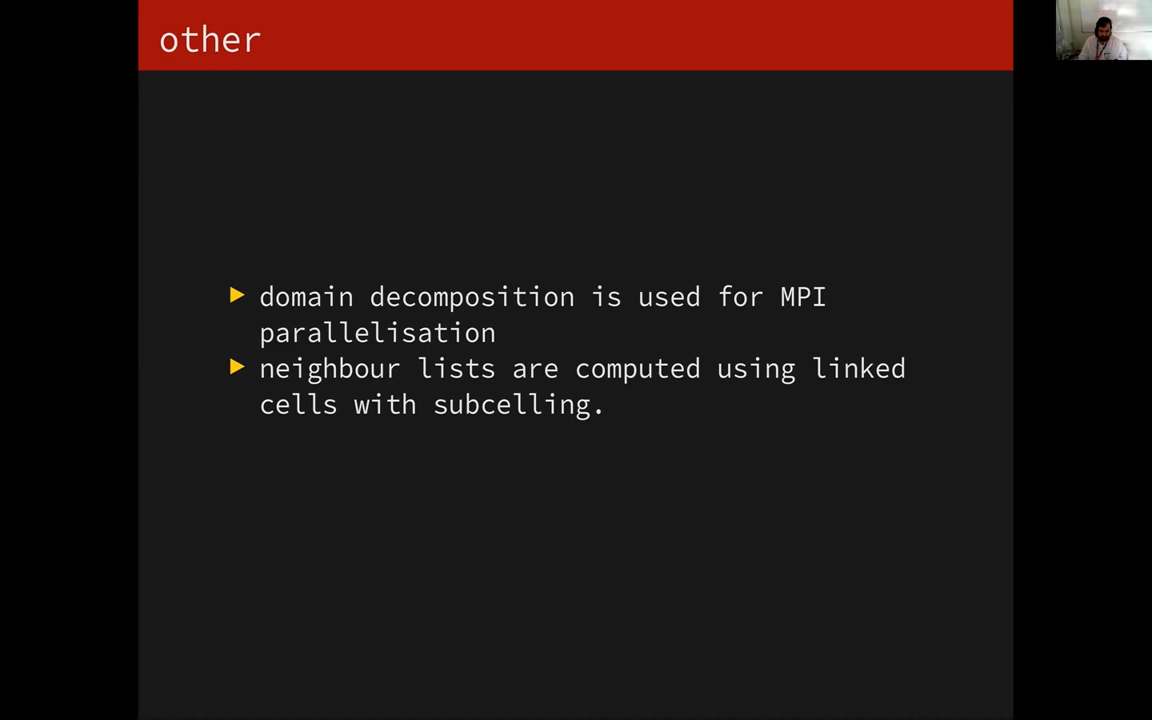 other
domain decomposition is used for MPI
parallelisation
neighbour lists are computed using linked
cells with subcelling.